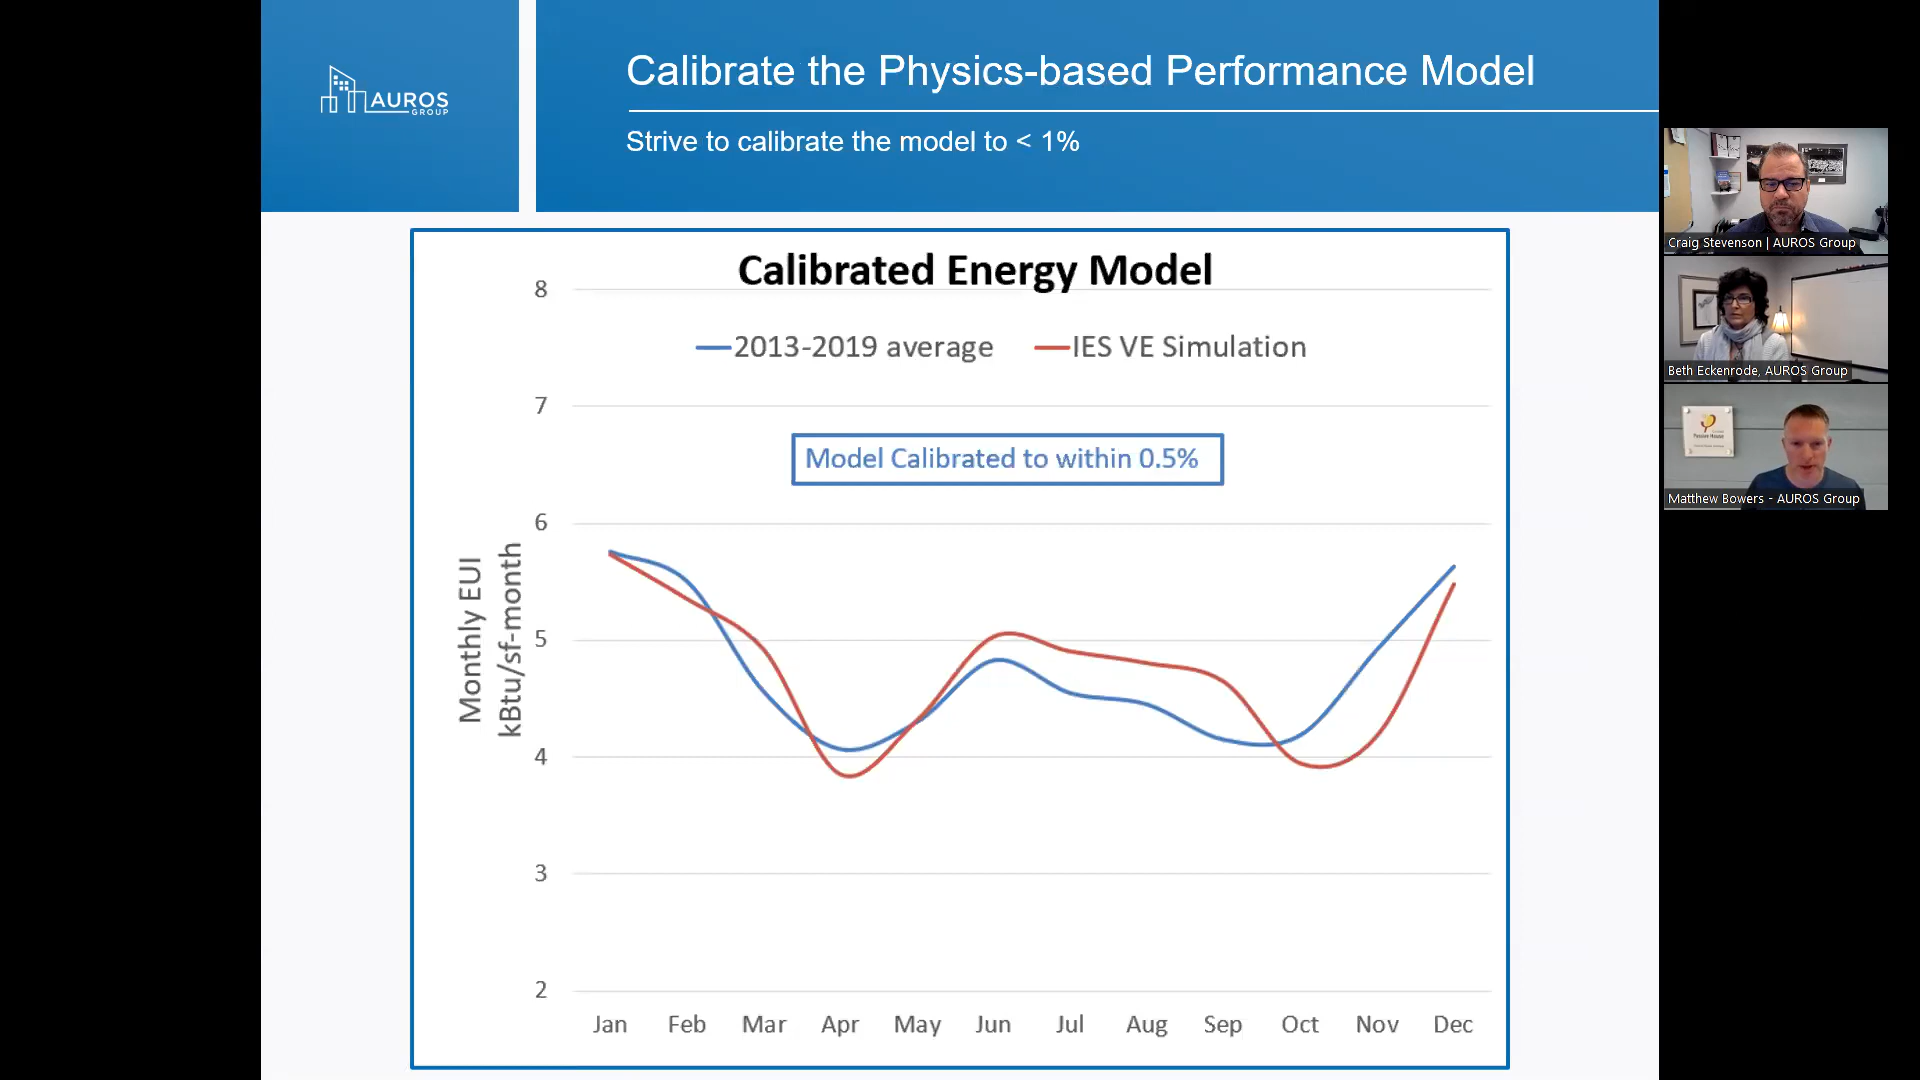 AUROS
GROUP
Calibrate the Physics-based Performance Model
Strive to calibrate the model to < 1%
Calibrated Energy Model
2013-2019 average
IES VE Simulation
Model Calibrated to within 0.5%
Monthly EUI
kBtu/sf-month
8
7
6
5
4
3
2
Jan Feb Mar Apr May Jun Jul Aug Sep Oct Nov Dec
Craig Stevenson | AUROS Group
Beth Eckenrode, AUROS Group
Passive House
Matthew Bowers - AUROS Group